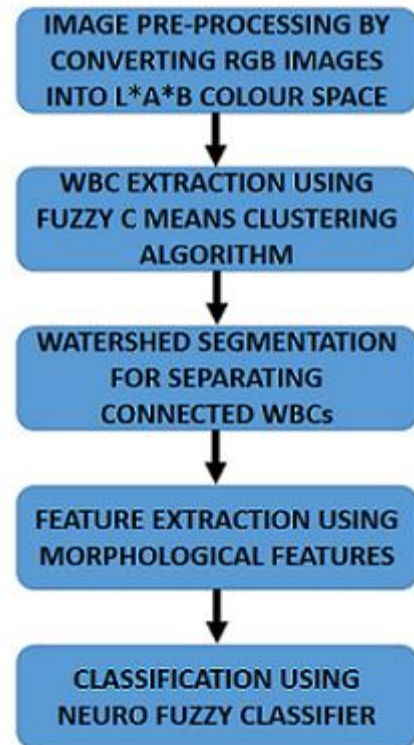 IMAGE PRE-PROCESSING BY
CONVERTING RGB IMAGES
INTO L*A*B COLOUR SPACE
WBC EXTRACTION USING
FUZZY C MEANS CLUSTERING
ALGORITHM
WATERSHED SEGMENTATION
FOR SEPARATING
CONNECTED WBCs
FEATURE EXTRACTION USING
MORPHOLOGICAL FEATURES
CLASSIFICATION USING
NEURO FUZZY CLASSIFIER